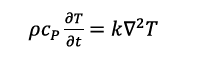 ρc_P ∂T/∂t = k∇²T